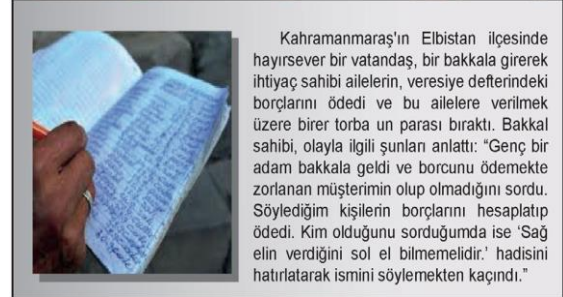 Kahramanmaraş'ın Elbistan ilçesinde
hayırsever bir vatandaş, bir bakkala girerek
ihtiyaç sahibi ailelerin, veresiye defterindeki
borçlarını ödedi ve bu ailelere verilmek
üzere birer torba un parası bıraktı. Bakkal
sahibi, olayla ilgili şunları anlattı: “Genç bir
adam bakkala geldi ve borcunu ödemekte
zorlanan müşterimin olup olmadığını sordu.
Söylediğim kişilerin borçlarını hesaplatıp
ödedi. Kim olduğunu sorduğumda ise ‘Sağ
elin verdiğini sol el bilmemelidir.’ hadisini
hatırlatarak ismini söylemekten kaçındı.”